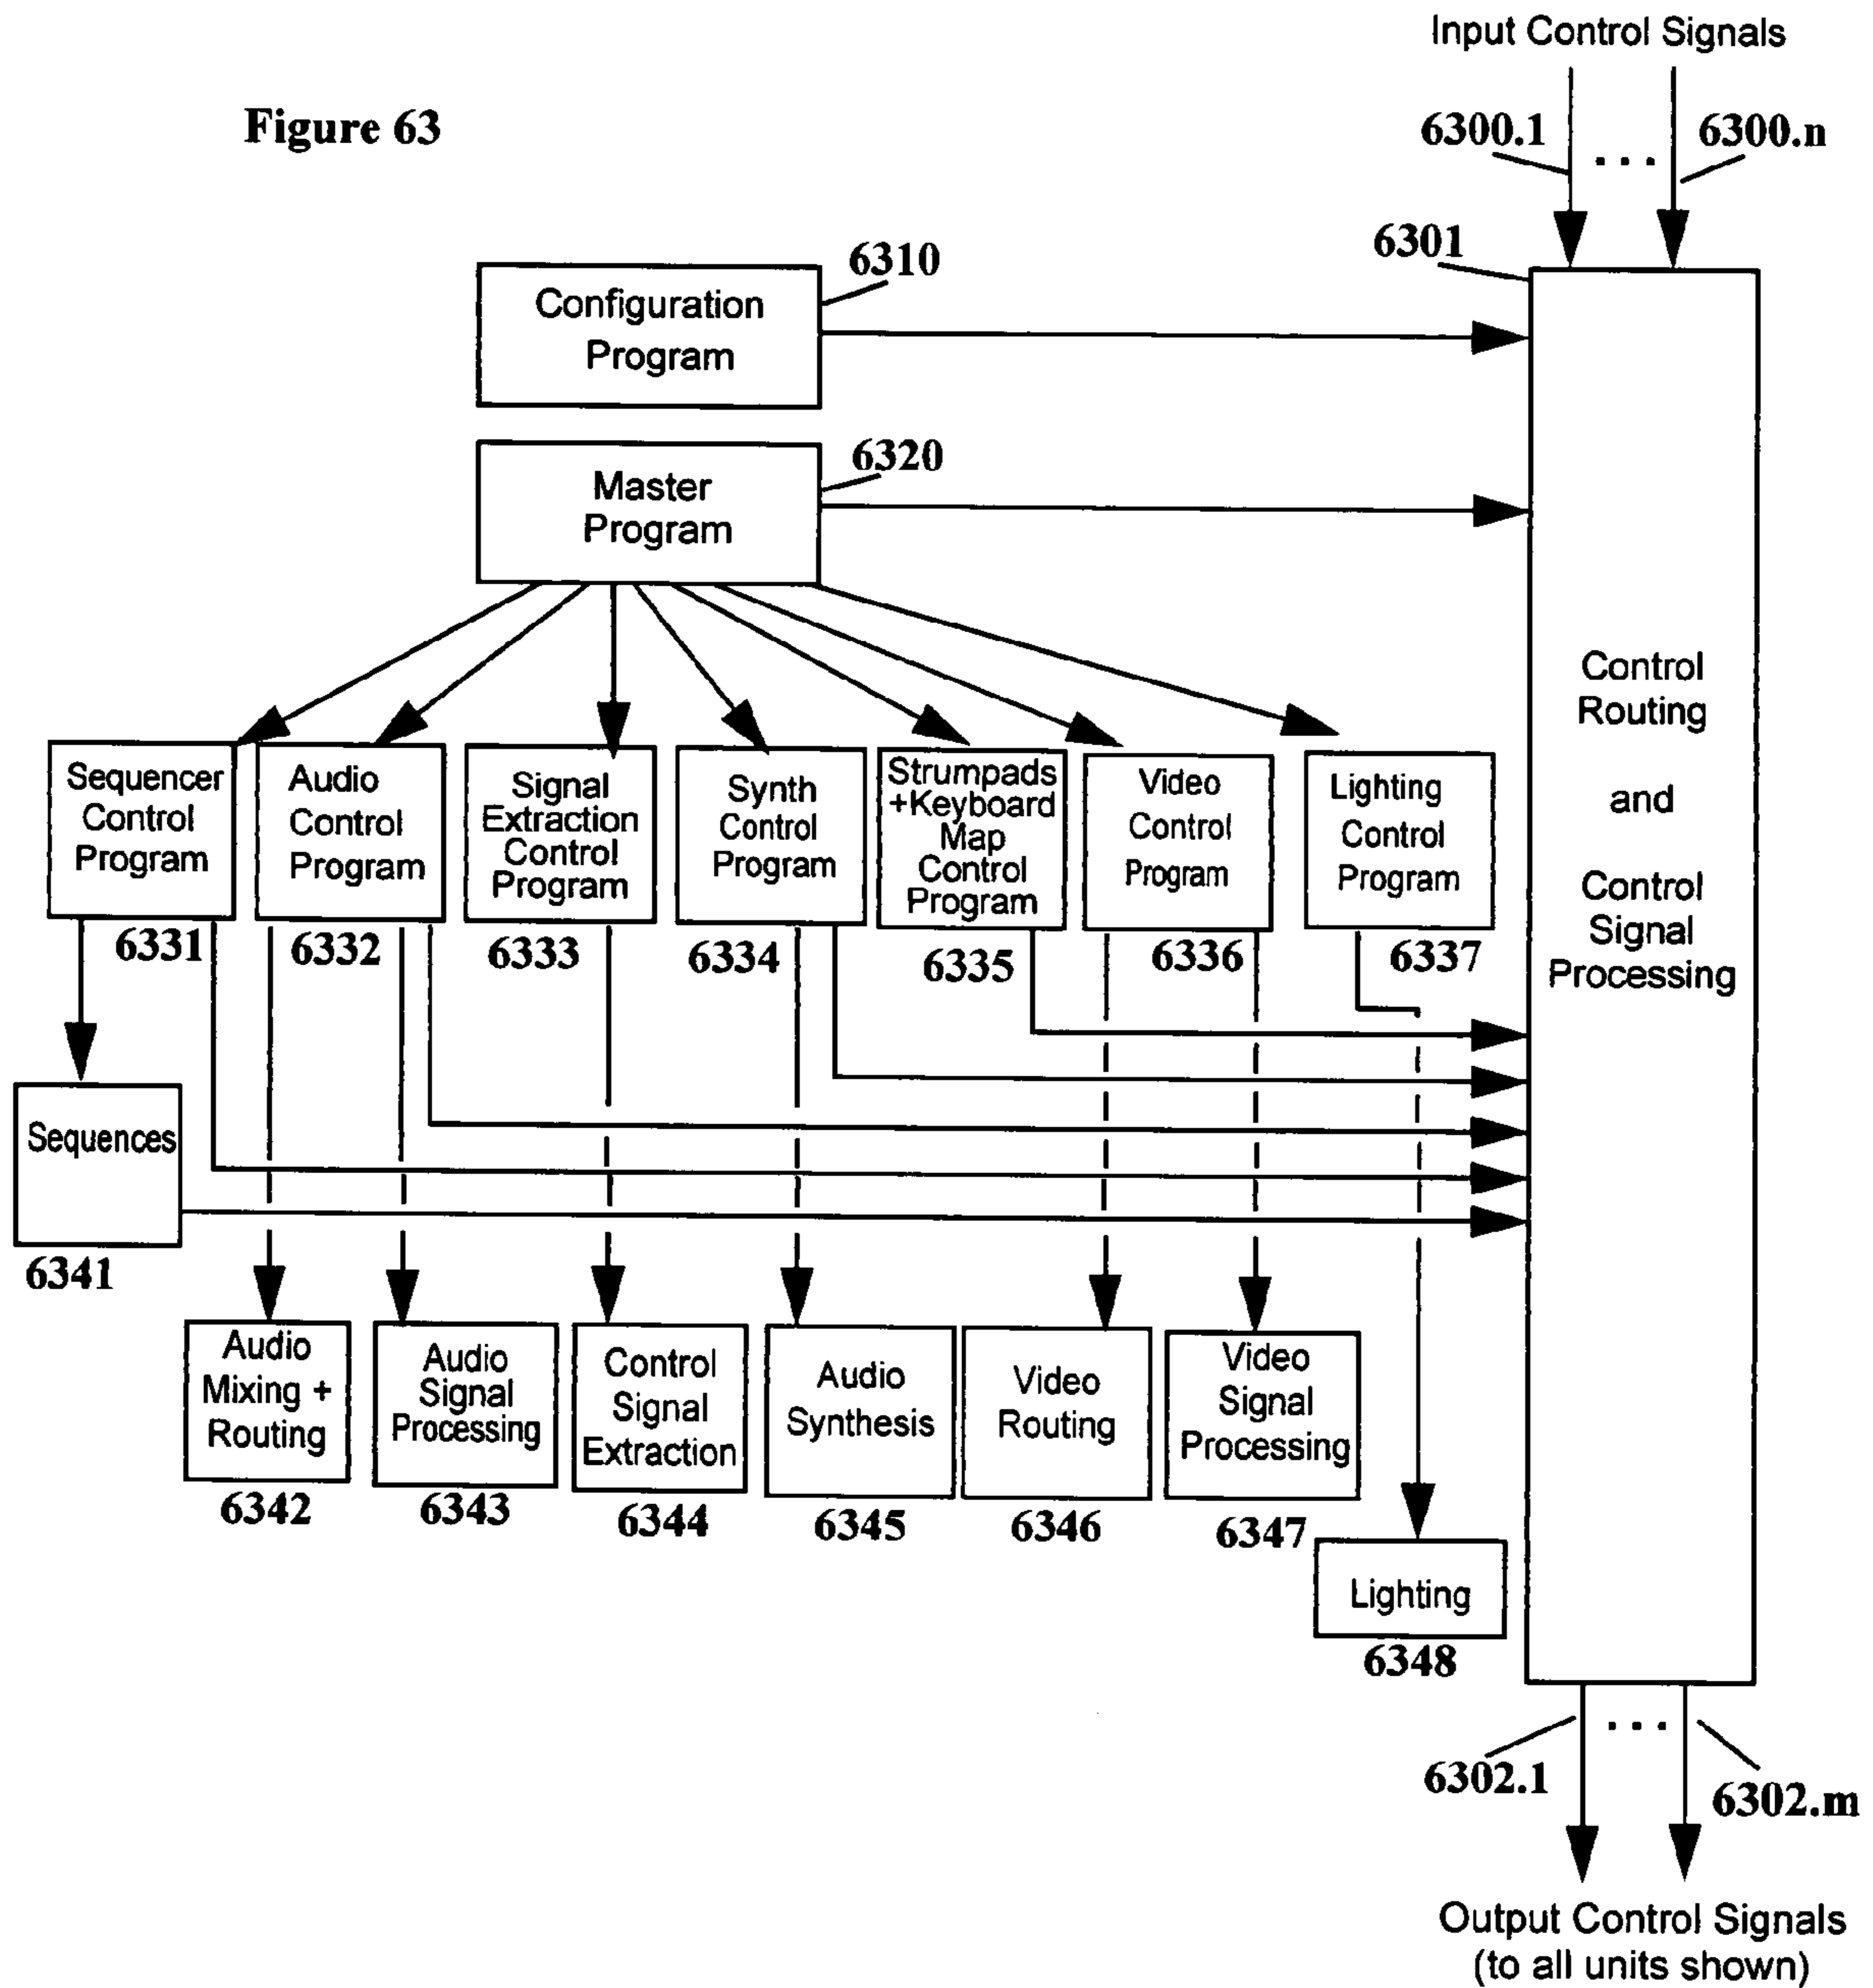 Input Control Signals
Figure 63
6300.1
...
6300.n
6301
6310
Configuration
Program
6320
Master
Program
Control
Routing
and
Control
Signal
Processing
Sequencer
Control
Program
6331
Audio
Control
Program
6332
Signal
Extraction
Control
Program
6333
Synth
Control
Program
6334
Strumpads
+Keyboard
Map
Control
Program
6335
Video
Control
Program
6336
Lighting
Control
Program
6337
Sequences
6341
Audio
Mixing +
Routing
6342
Audio
Signal
Processing
6343
Control
Signal
Extraction
6344
Audio
Synthesis
6345
Video
Routing
6346
Video
Signal
Processing
6347
Lighting
6348
6302.1
...
6302.m
Output Control Signals
(to all units shown)